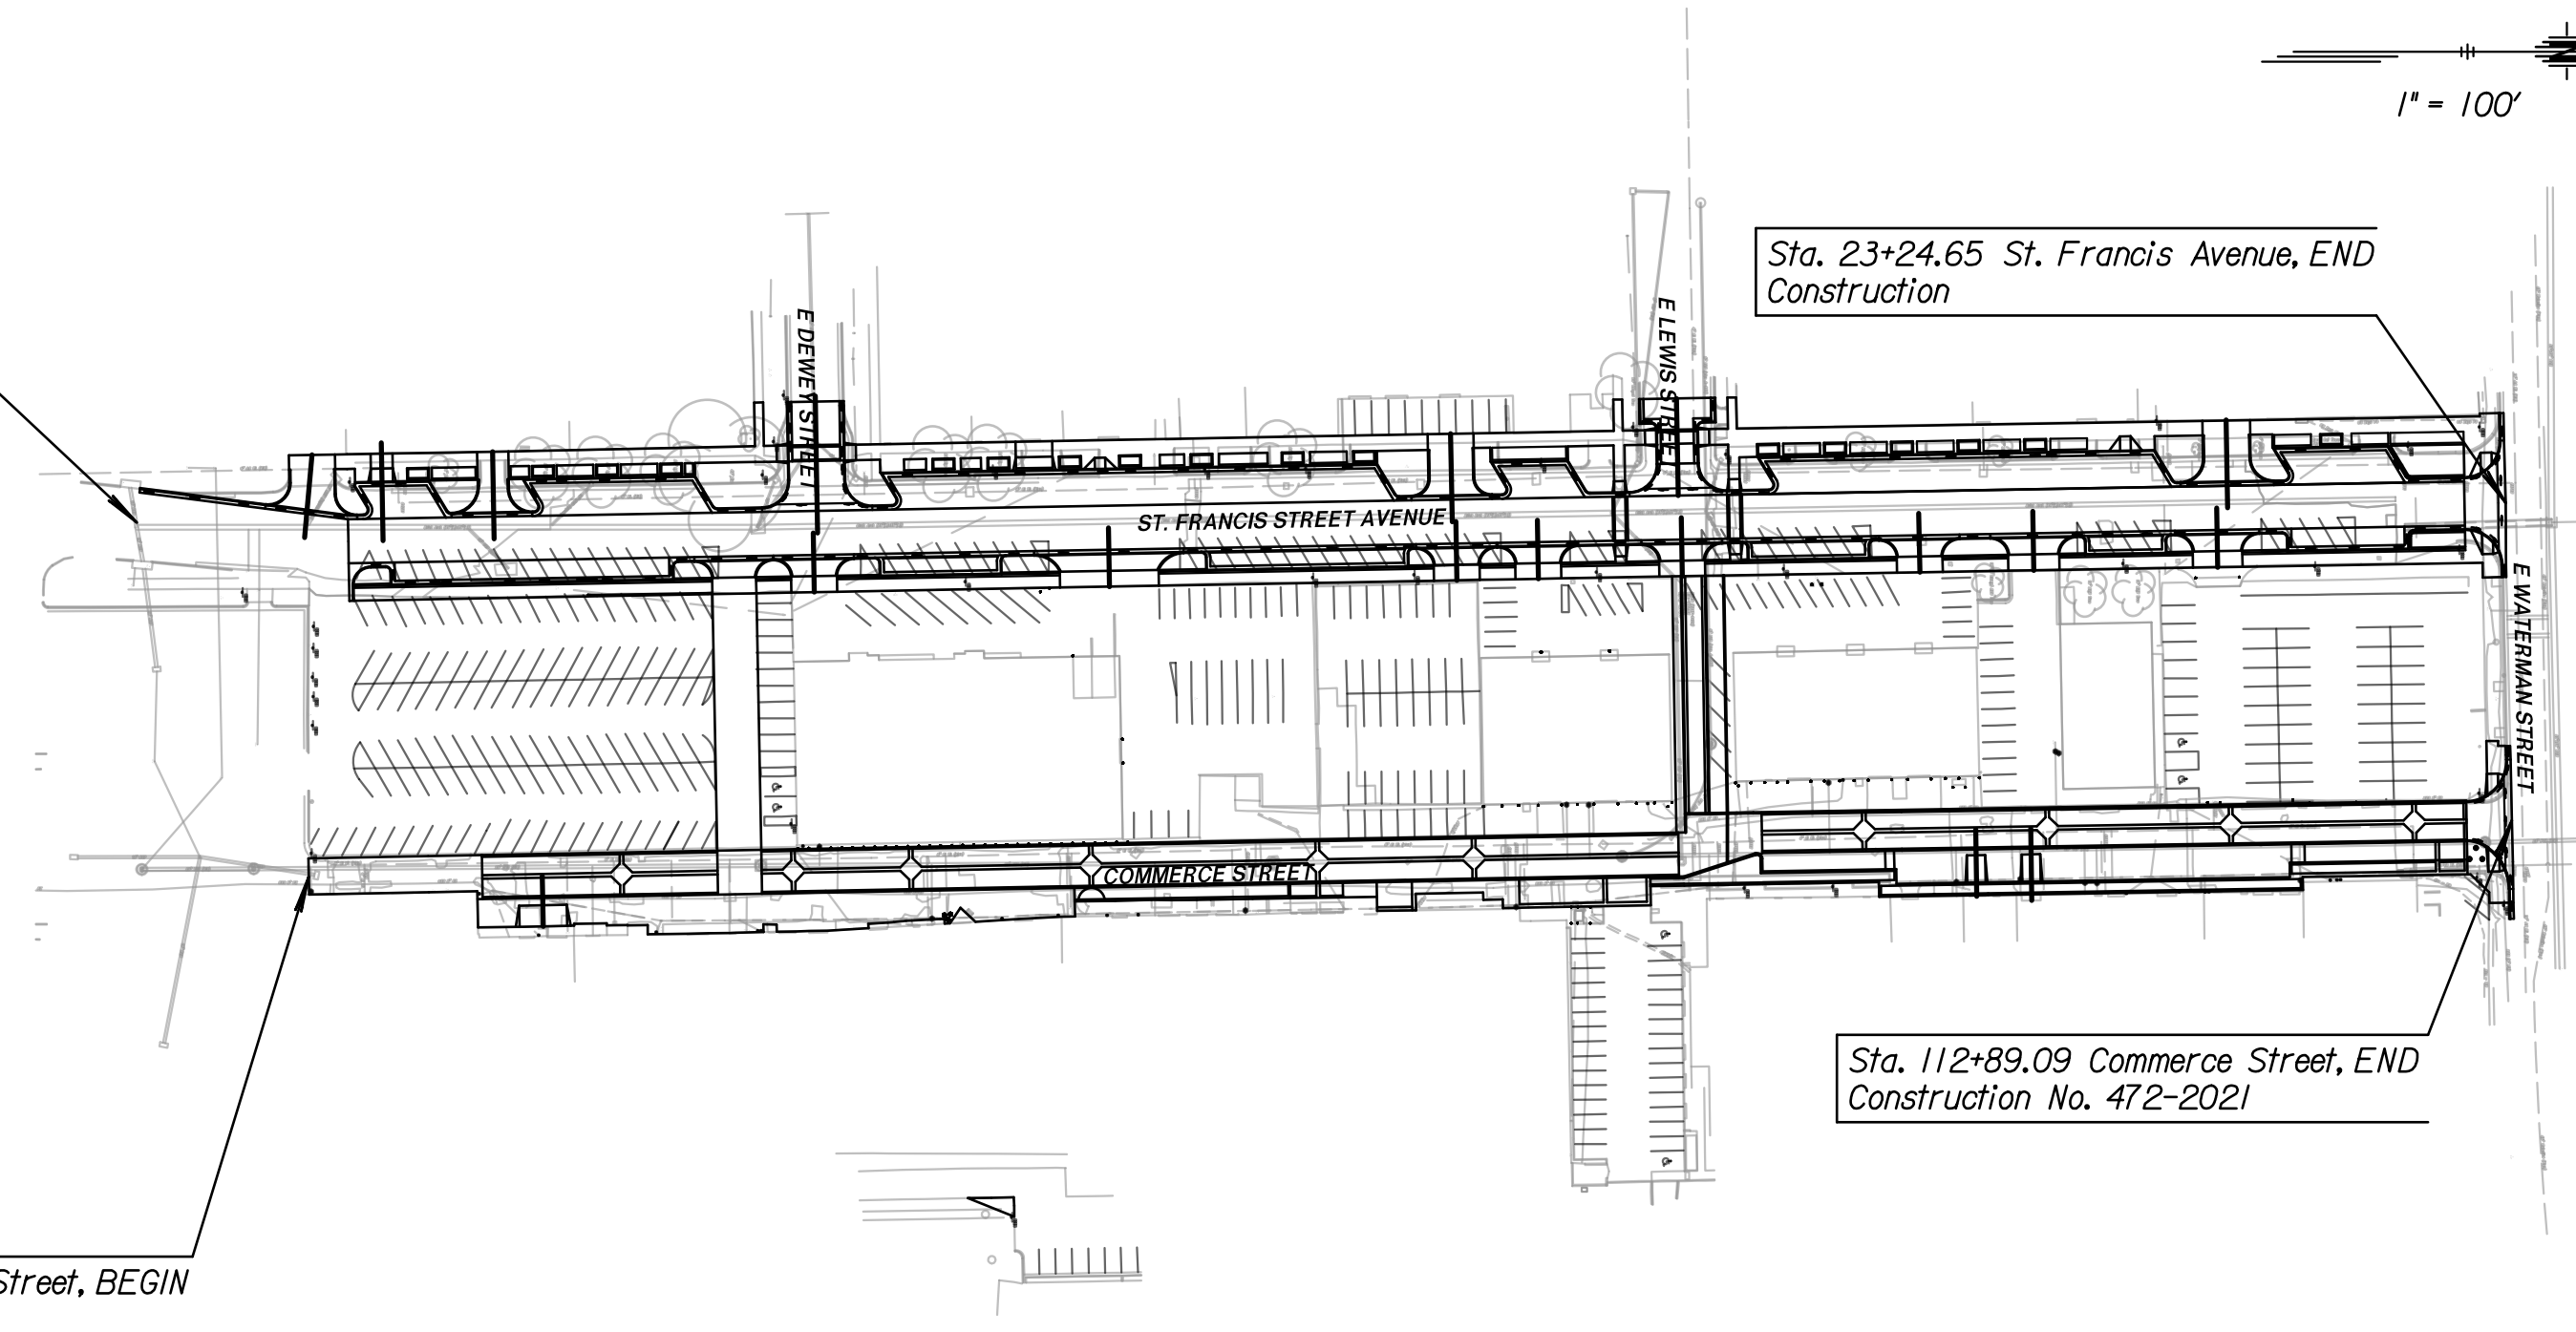 N
1" = 100'
Sta. 23+24.65 St. Francis Avenue, END
Construction
E DEWEY STREET
E LEWIS STREET
ST. FRANCIS STREET AVENUE
E WATERMAN STREET
COMMERCE STREET
Sta. 112+89.09 Commerce Street, END
Construction No. 472-2021
Street, BEGIN